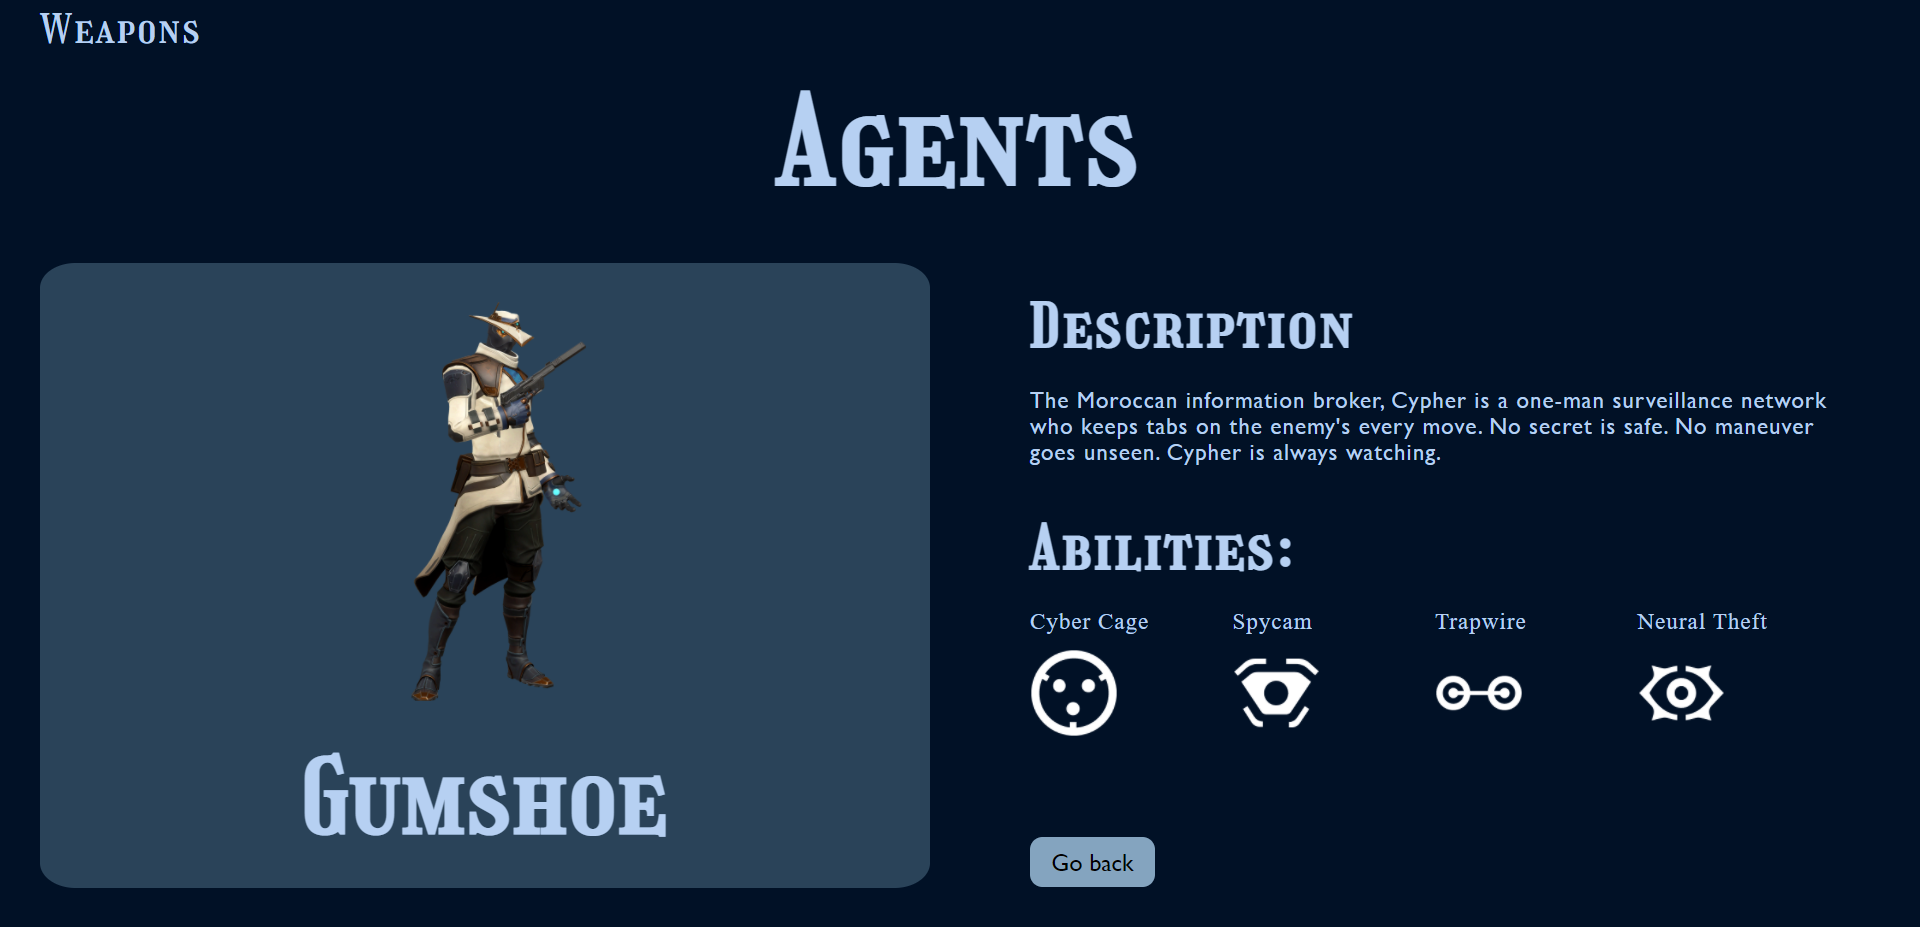 Weapons
Agents
Gumshoe
Description
The Moroccan information broker, Cypher is a one-man surveillance network
who keeps tabs on the enemy's every move. No secret is safe. No maneuver
goes unseen. Cypher is always watching.
Abilities:
Cyber Cage Spycam Trapwire Neural Theft
Go back